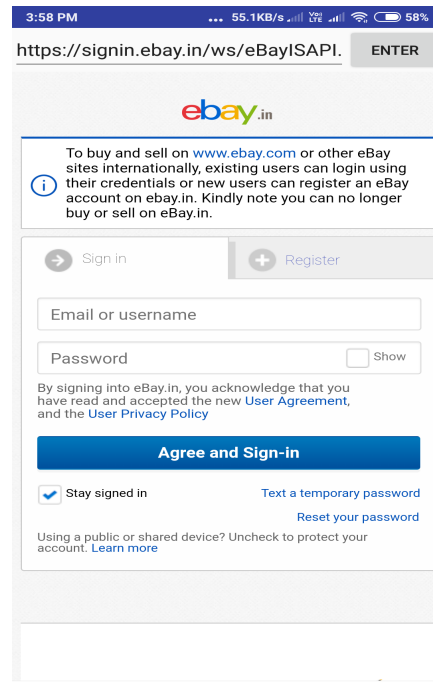 3:58 PM ... 55.1KB/s VoLTE 58%
https://signin.ebay.in/ws/eBayISAPI. ENTER
ebay.in
To buy and sell on www.ebay.com or other eBay
sites internationally, existing users can login using
their credentials or new users can register an eBay
account on ebay.in. Kindly note you can no longer
buy or sell on eBay.in.
Sign in
Register
Email or username
Password Show
By signing into eBay.in, you acknowledge that you
have read and accepted the new User Agreement,
and the User Privacy Policy
Agree and Sign-in
Stay signed in Text a temporary password
Reset your password
Using a public or shared device? Uncheck to protect your
account. Learn more